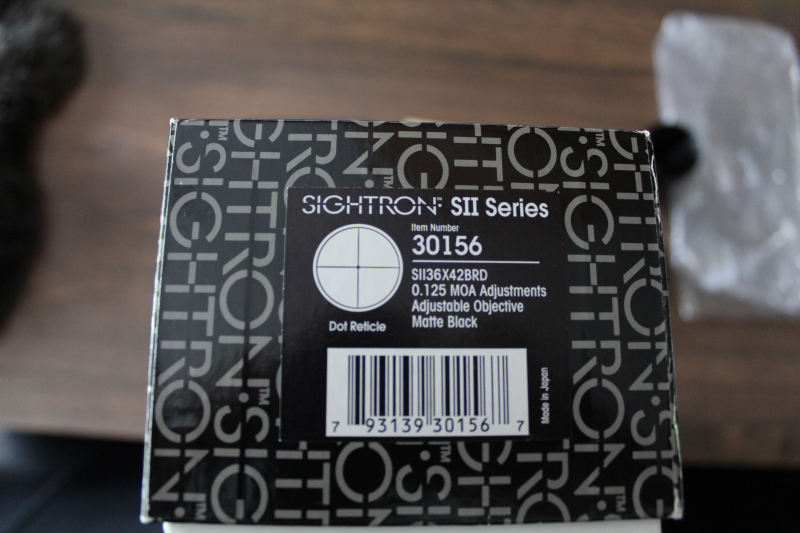 SIGHTRON™ SII Series
Item Number
30156
SII36X42BRD
0.125 MOA Adjustments
Adjustable Objective
Matte Black
Dot Reticle
Made in Japan
7 93139 30156 7